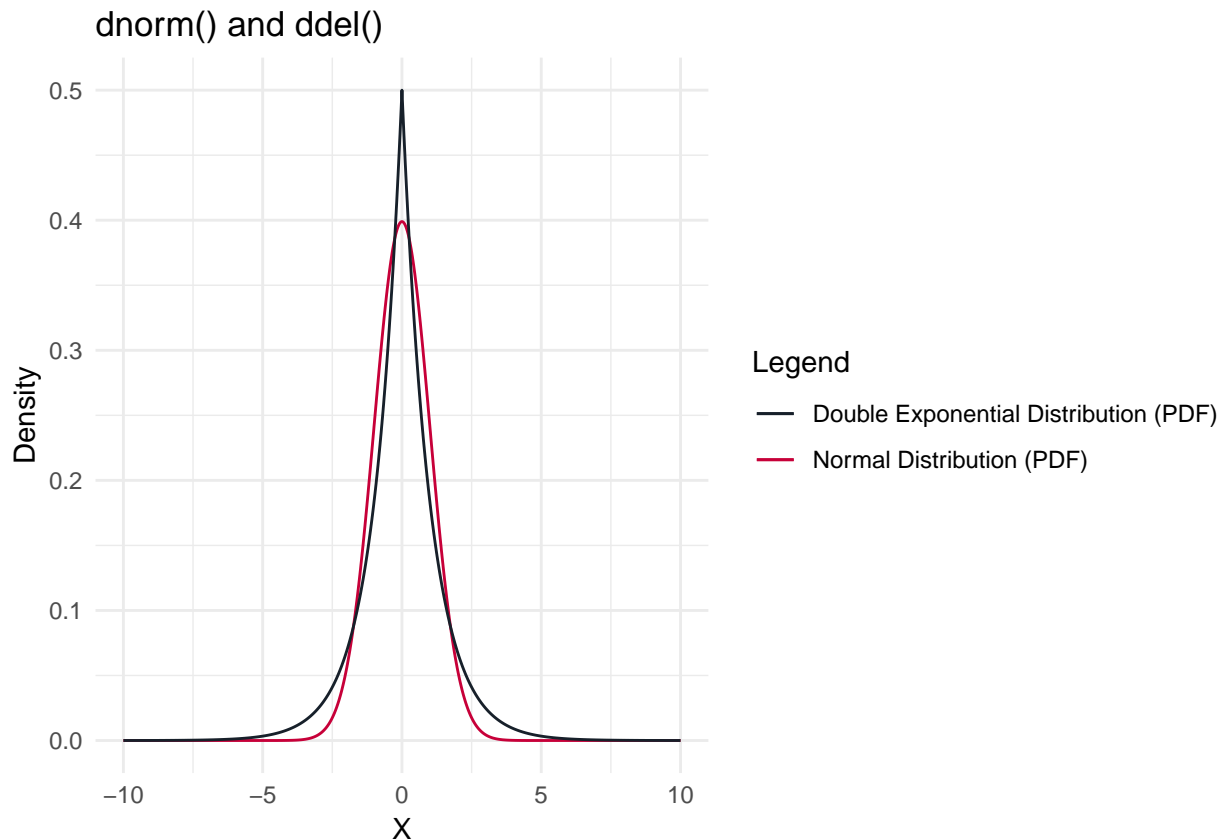 dnorm() and ddel()
0.5
0.4
0.3
0.2
0.1
0.0
Density
−10
−5
0
5
10
X
Legend
Double Exponential Distribution (PDF)
Normal Distribution (PDF)